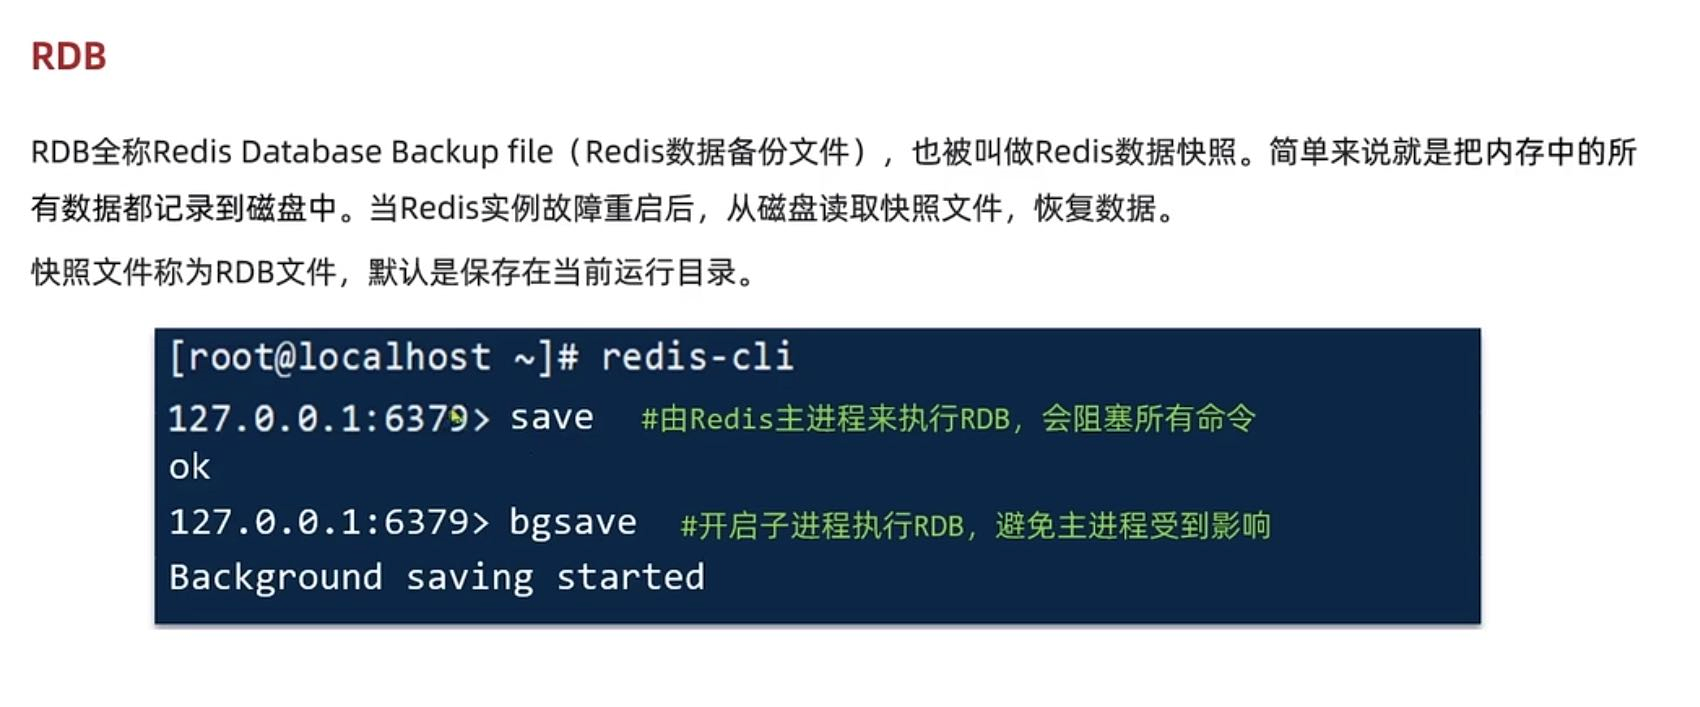 RDB
RDB全称Redis Database Backup file（Redis数据备份文件），也被叫做Redis数据快照。简单来说就是把内存中的所
有数据都记录到磁盘中。当Redis实例故障重启后，从磁盘读取快照文件，恢复数据。
快照文件称为RDB文件，默认是保存在当前运行目录。
[root@localhost ~]# redis-cli
127.0.0.1:6379> save #由Redis主进程来执行RDB，会阻塞所有命令
ok
127.0.0.1:6379> bgsave #开启子进程执行RDB，避免主进程受到影响
Background saving started